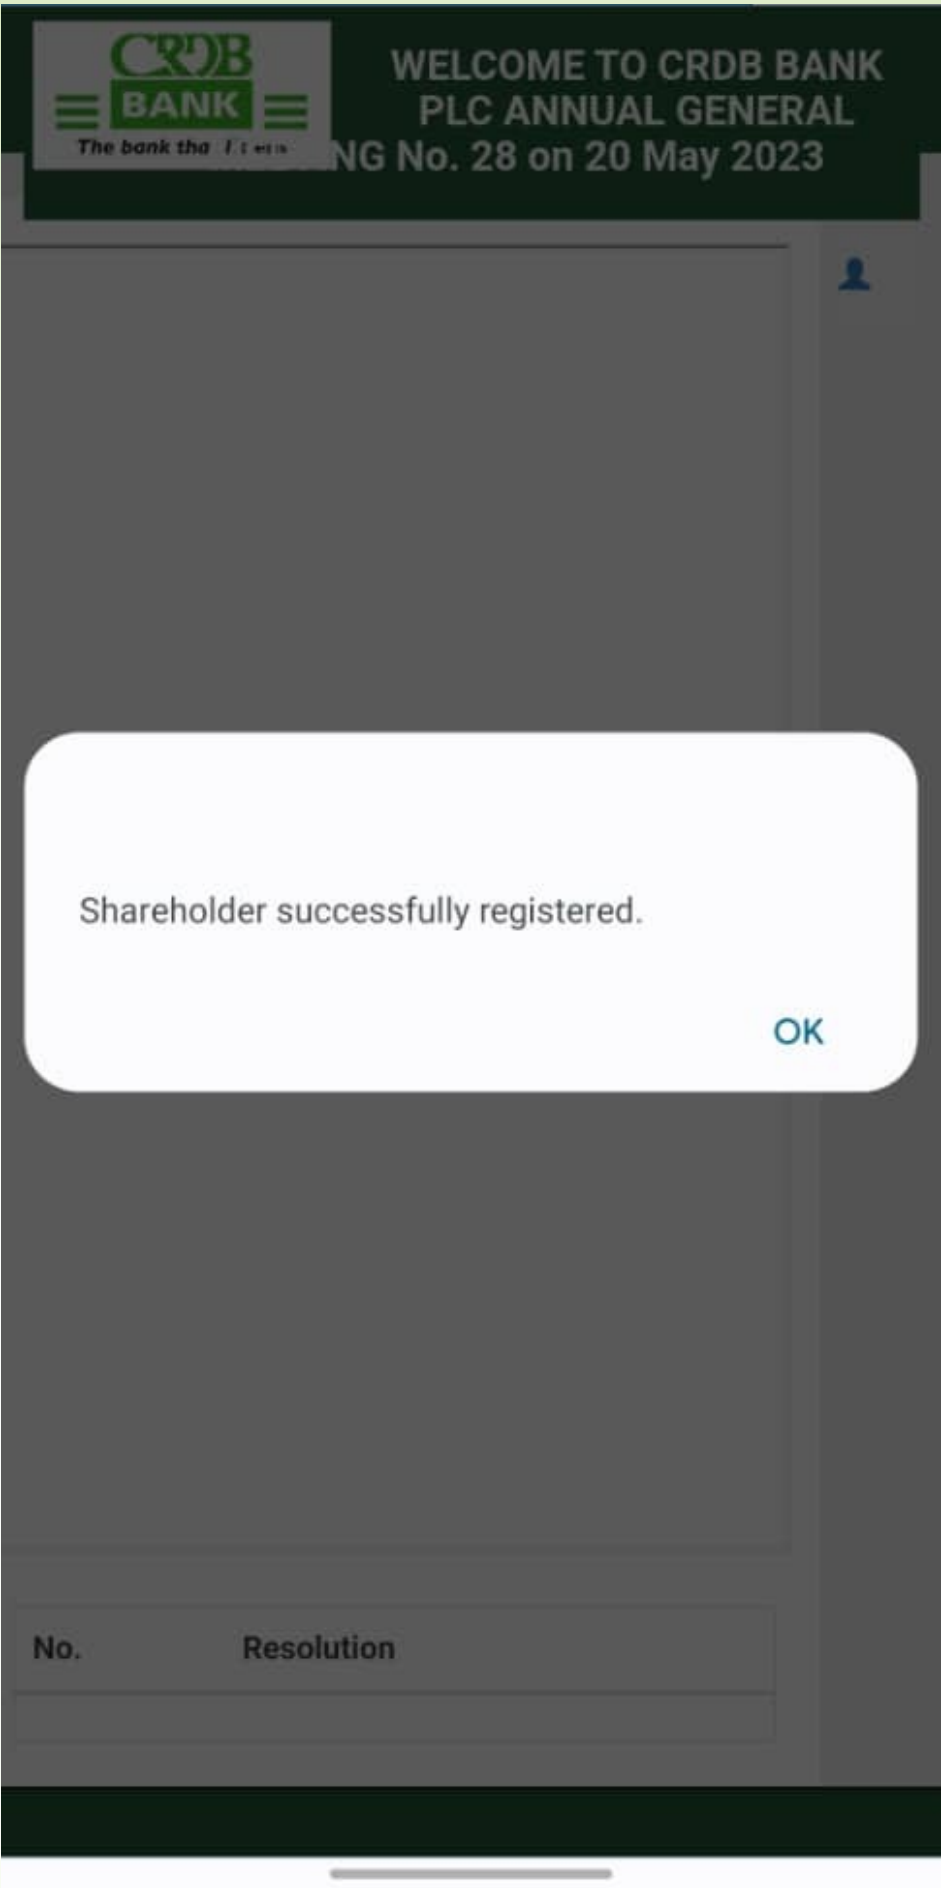 CRDB
BANK
The bank tha
WELCOME TO CRDB BANK
PLC ANNUAL GENERAL
NG No. 28 on 20 May 2023
Shareholder successfully registered.
OK
No. Resolution